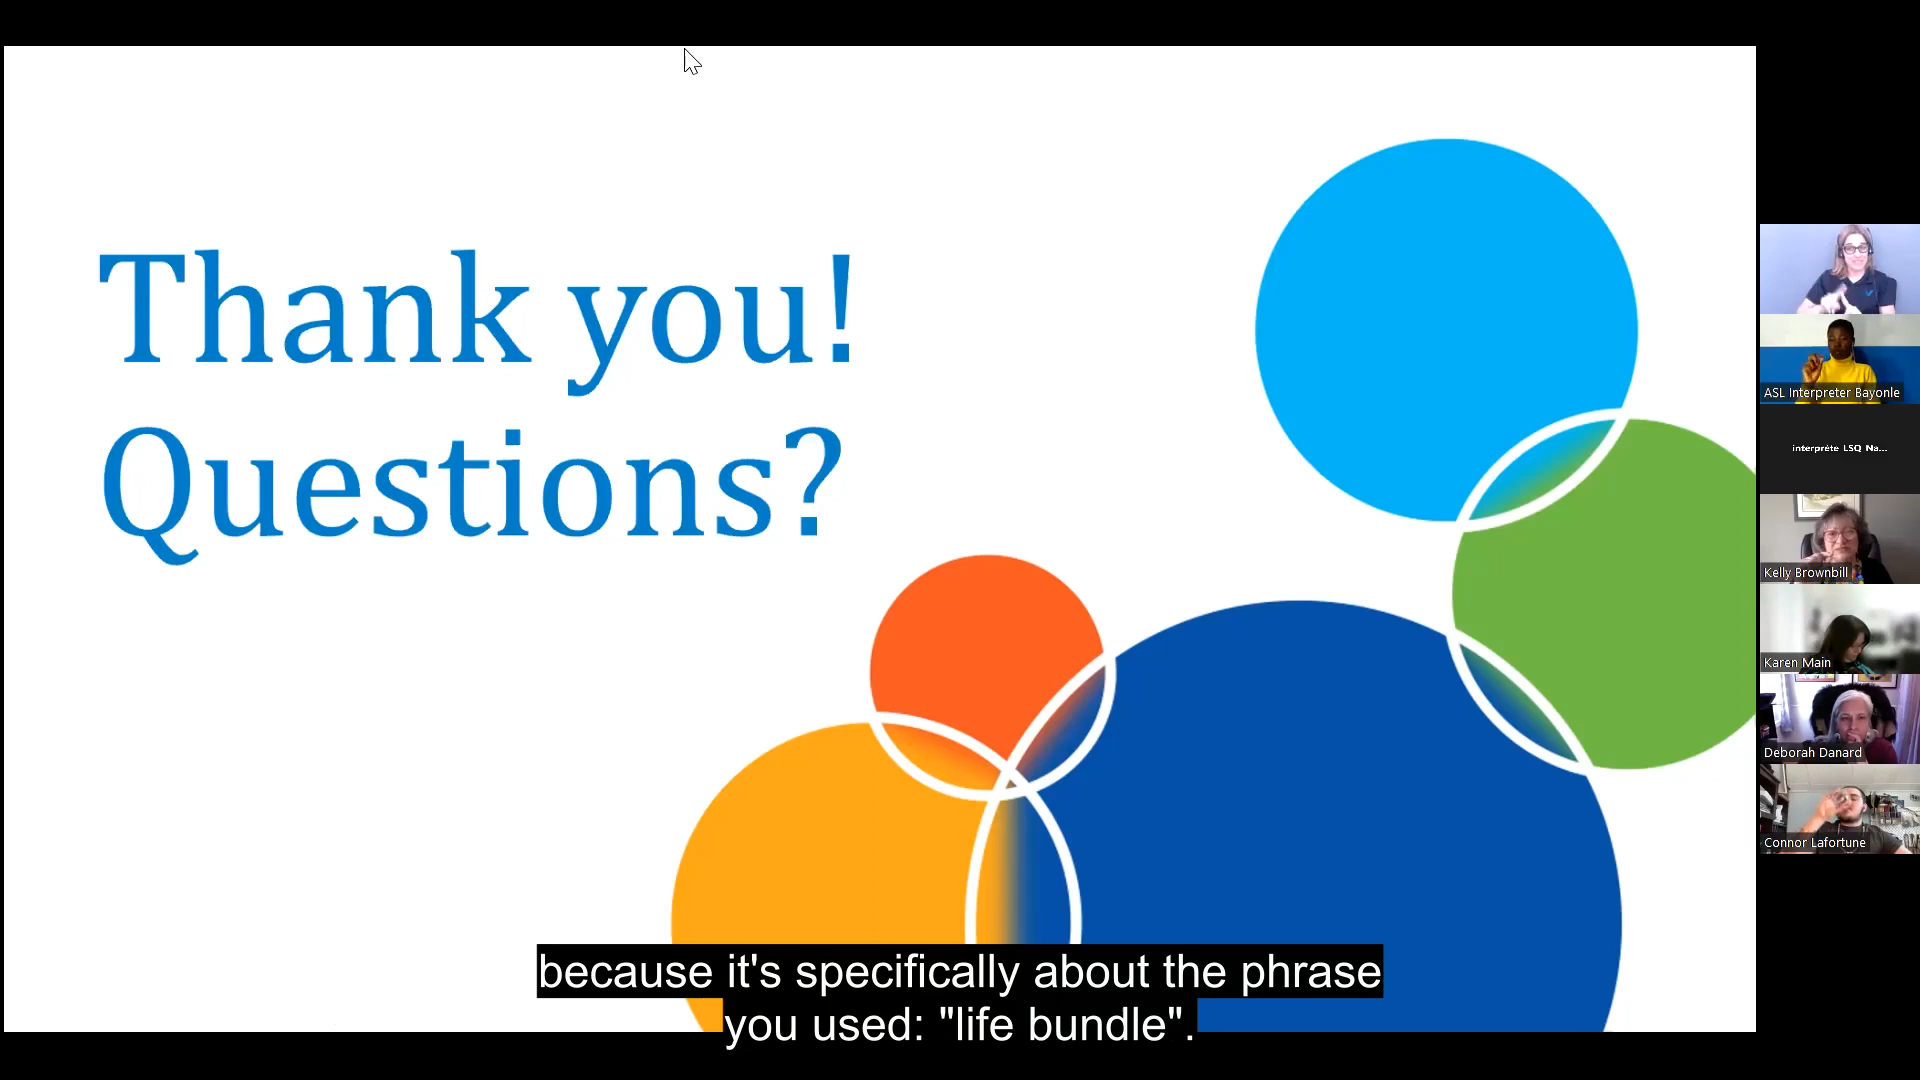 Thank you!
Questions?
ASL Interpreter Bayonle
interprète LSQ Na...
Kelly Brownbill
Karen Main
Deborah Danard
Connor Lafortune
because it's specifically about the phrase
you used: "life bundle".